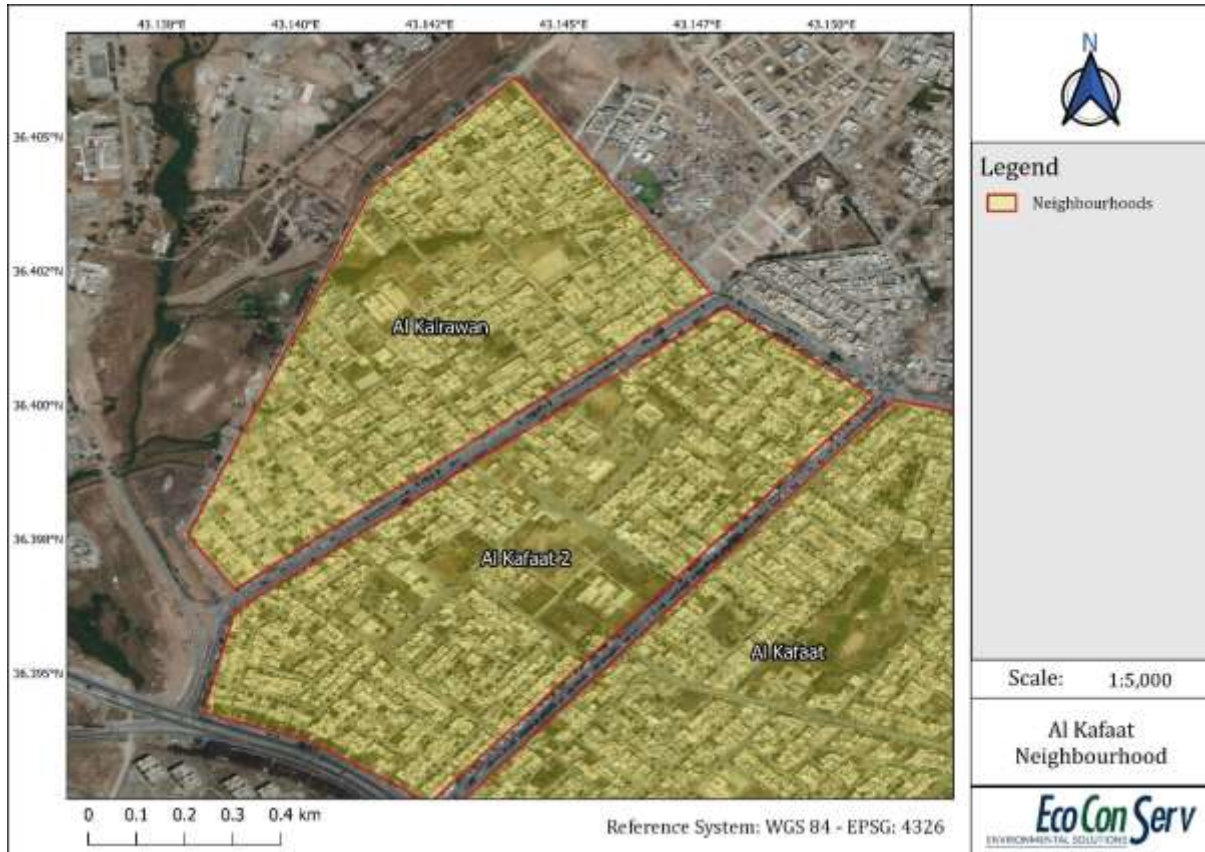 43.138°E 43.140°E 43.142°E 43.145°E 43.147°E 43.150°E
N
36.405°N
36.402°N
36.400°N
36.398°N
36.395°N
Al Kairawan
Al Kafaat 2
Al Kafaat
Legend
Neighbourhoods
Scale: 1:5,000
Al Kafaat
Neighbourhood
0 0.1 0.2 0.3 0.4 km
Reference System: WGS 84 - EPSG: 4326
EcoConServ
ENVIRONMENTAL SOLUTIONS